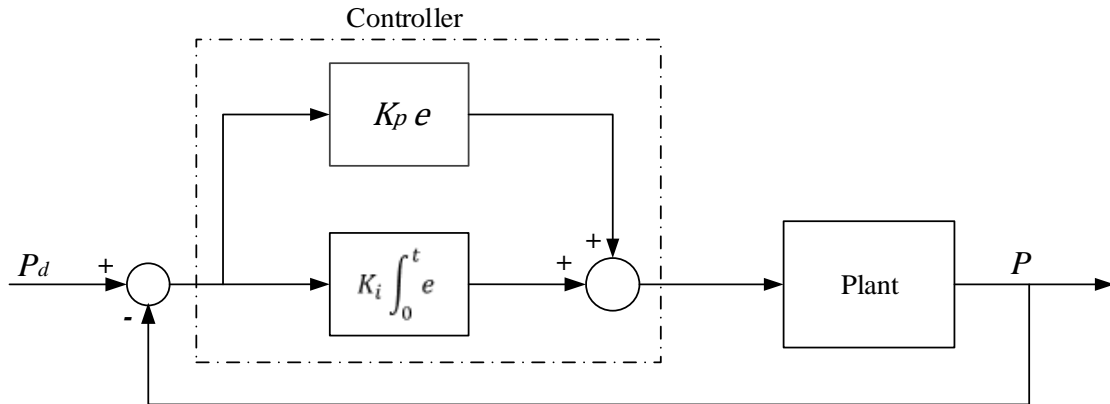 Controller
Kp e
+
Pd
+
-
Ki ∫₀ᵗ e
+
Plant
P